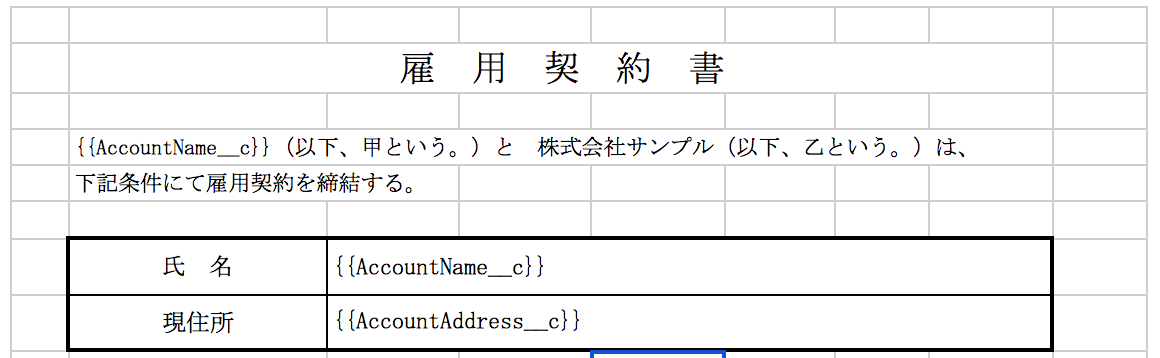 雇　用　契　約　書
{{AccountName__c}}（以下、甲という。）と　株式会社サンプル（以下、乙という。）は、
下記条件にて雇用契約を締結する。
氏　名　{{AccountName__c}}
現住所　{{AccountAddress__c}}